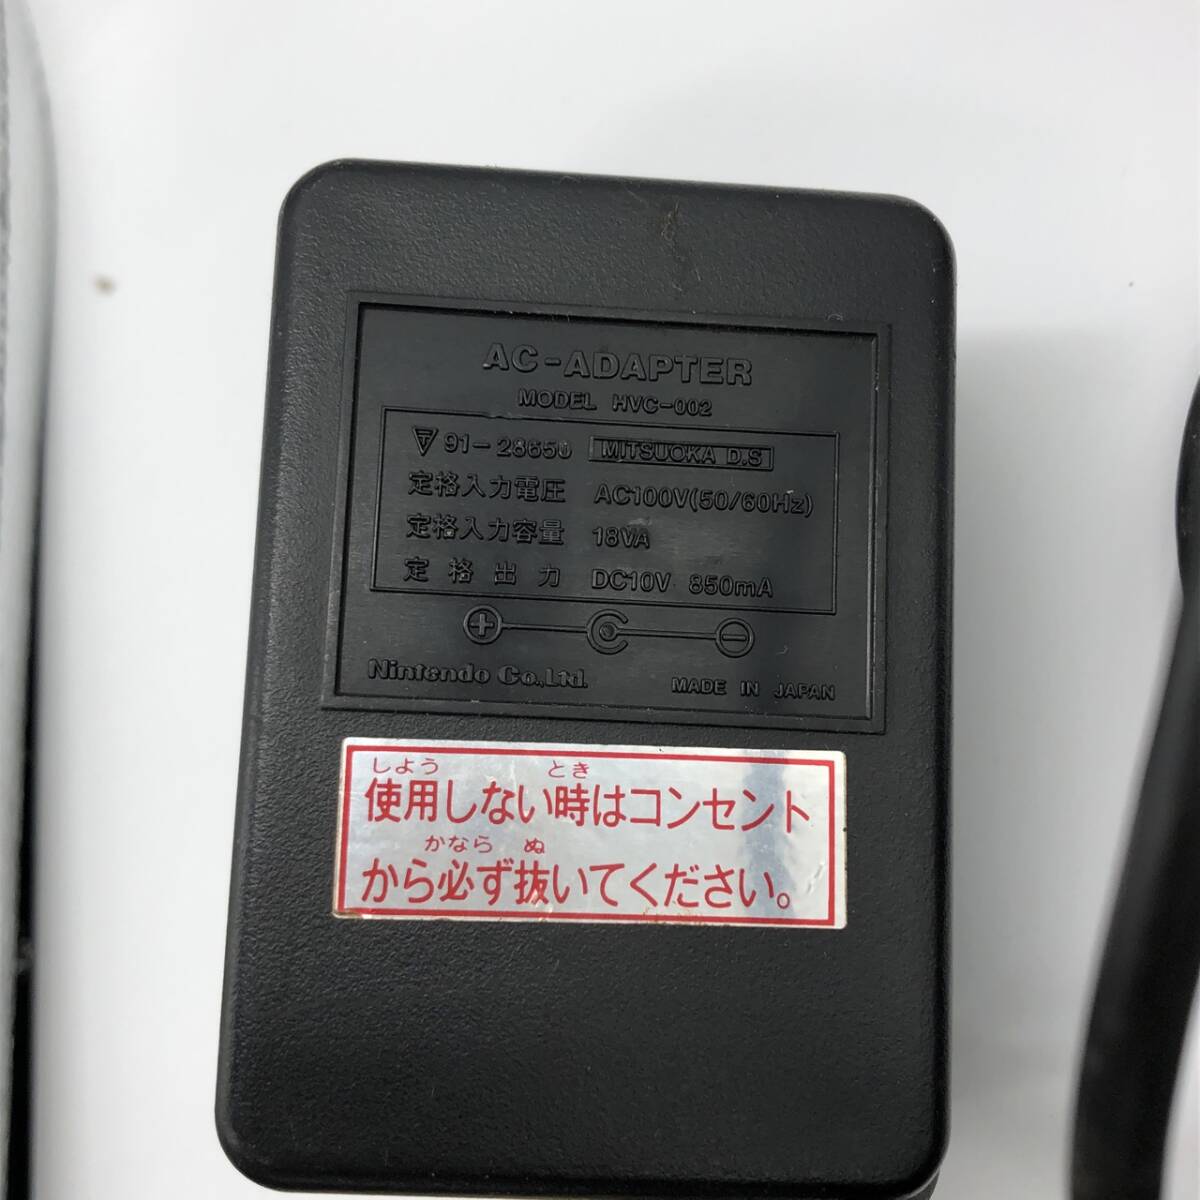 AC-ADAPTER
MODEL HVC-002
91-28650 MITSUOKA D.S
定格入力電圧 AC100V(50/60Hz)
定格入力容量 18VA
定格出力 DC10V 850mA
+ C -
Nintendo Co.,Ltd. MADE IN JAPAN
しよう とき
使用しない時はコンセント
かなら ぬ
から必ず抜いてください。